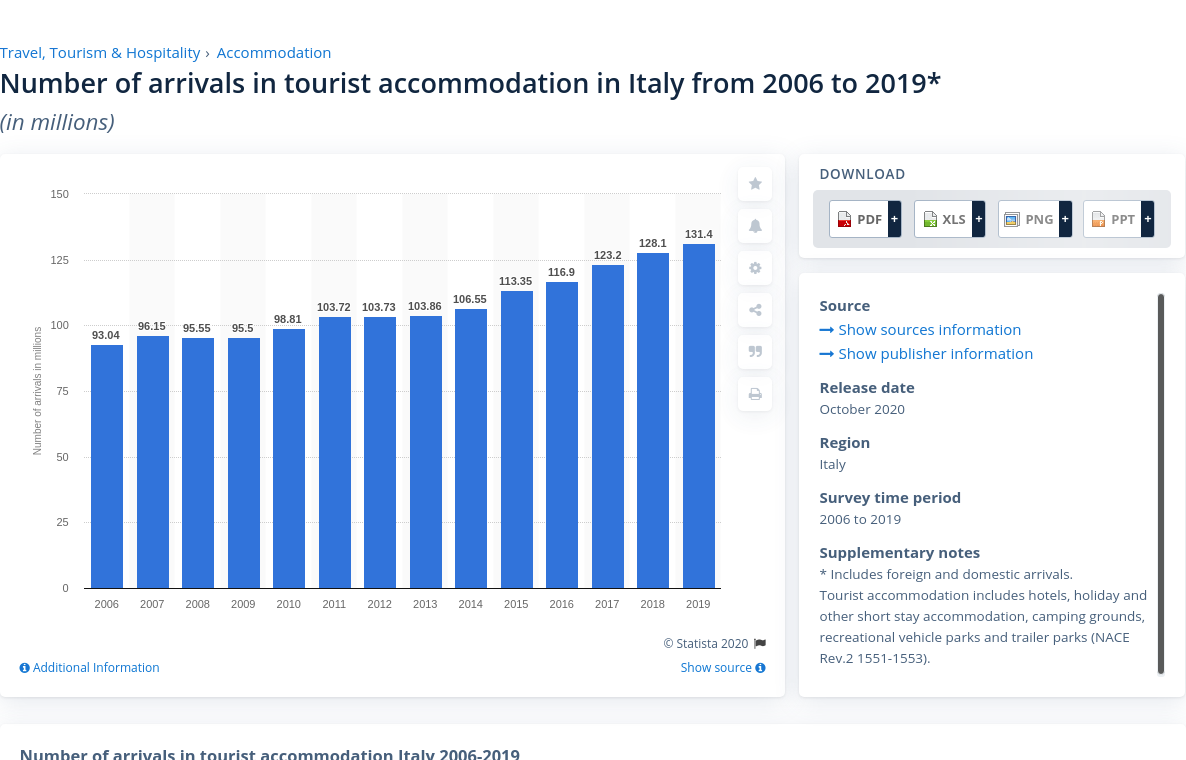 Travel, Tourism & Hospitality › Accommodation
Number of arrivals in tourist accommodation in Italy from 2006 to 2019*
(in millions)
150
125
100
75
50
25
0
Number of arrivals in millions
93.04
96.15
95.55
95.5
98.81
103.72
103.73
103.86
106.55
113.35
116.9
123.2
128.1
131.4
2006 2007 2008 2009 2010 2011 2012 2013 2014 2015 2016 2017 2018 2019
© Statista 2020
Additional Information
Show source
DOWNLOAD
PDF + XLS + PNG + PPT +
Source
Show sources information
Show publisher information
Release date
October 2020
Region
Italy
Survey time period
2006 to 2019
Supplementary notes
* Includes foreign and domestic arrivals.
Tourist accommodation includes hotels, holiday and
other short stay accommodation, camping grounds,
recreational vehicle parks and trailer parks (NACE
Rev.2 1551-1553).
Number of arrivals in tourist accommodation Italy 2006-2019